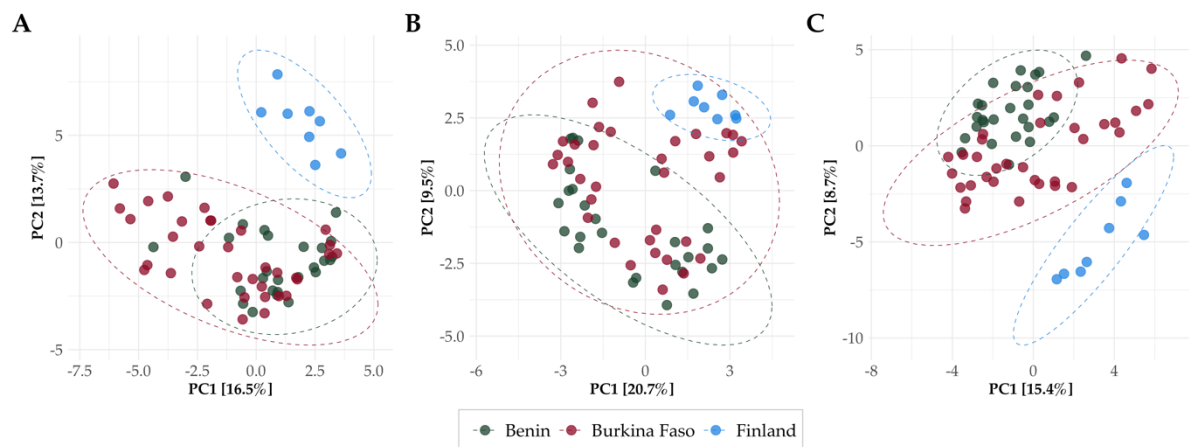 A
B
C
5
0
-5
PC2 [13.7%]
-7.5
-5.0
-2.5
0.0
2.5
5.0
PC1 [16.5%]
5.0
2.5
0.0
-2.5
-5.0
PC2 [9.5%]
-3
0
3
PC1 [20.7%]
5
0
-5
-10
PC2 [8.7%]
-8
-4
0
4
PC1 [15.4%]
Benin Burkina Faso Finland